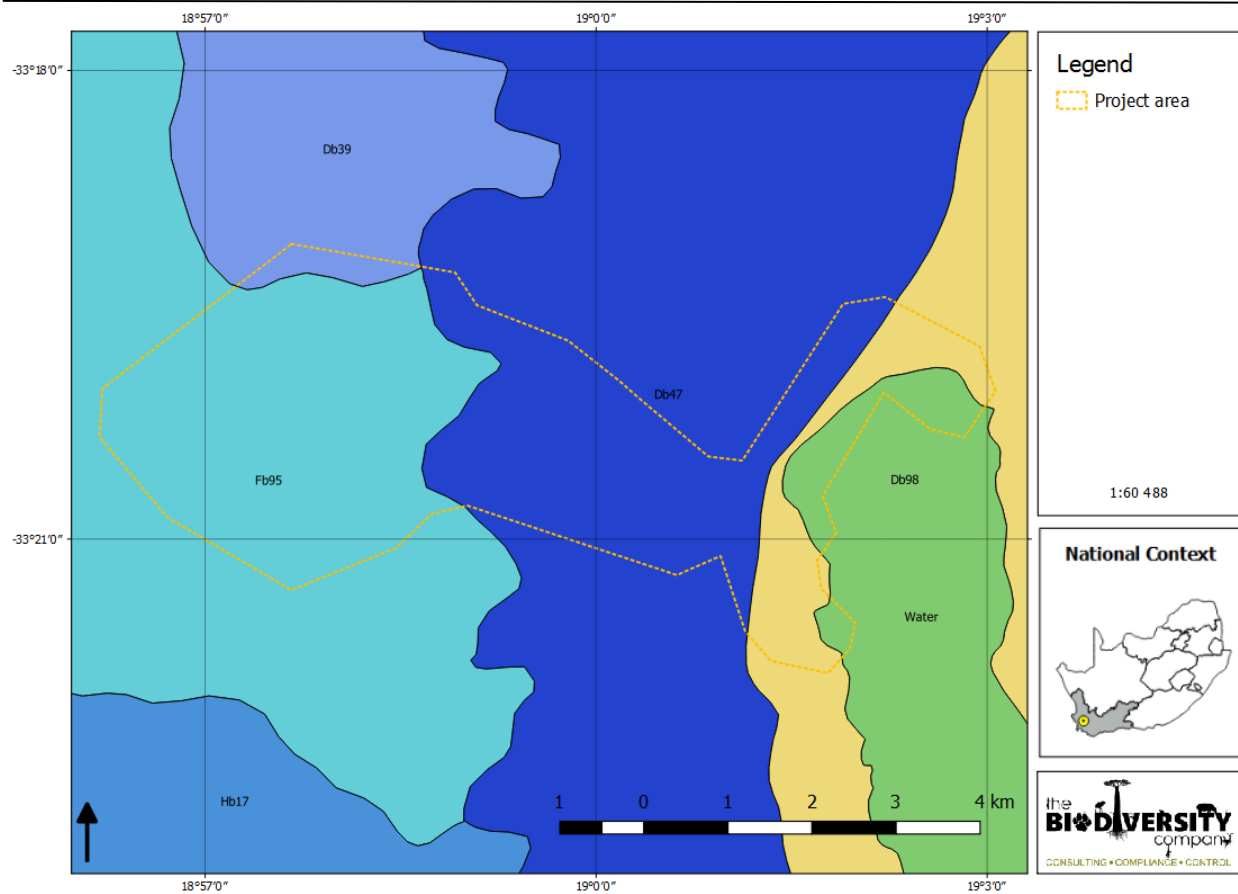 18°57'0'' 19°0'0'' 19°3'0''
-33°18'0''
-33°21'0''
Db39
Db47
Fb95
Db98
Water
Hb17
1 0 1 2 3 4 km
18°57'0'' 19°0'0'' 19°3'0''
Legend
Project area
1:60 488
National Context
the
BIODIVERSITY
company
CONSULTING • COMPLIANCE • CONTROL